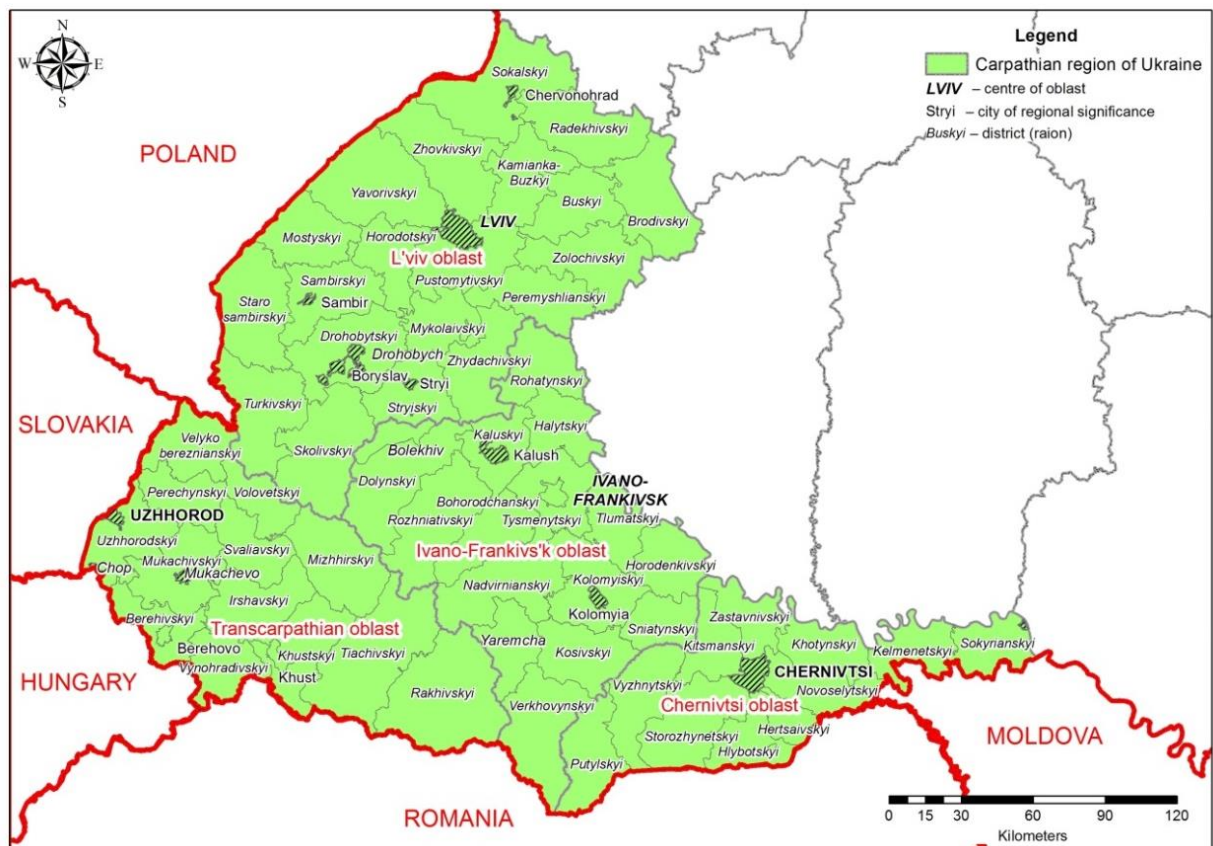 N
W E
S
Legend
Carpathian region of Ukraine
LVIV – centre of oblast
Stryi – city of regional significance
Buskyi – district (raion)
POLAND
SLOVAKIA
HUNGARY
ROMANIA
MOLDOVA
Sokalskyi
Chervonohrad
Radekhivskyi
Zhovkivskyi
Kamianka-
Buzkyi
Yavorivskyi
Buskyi
Brodivskyi
LVIV
Mostyskyi
Horodotskyi
L'viv oblast
Zolochivskyi
Sambirskyi
Pustomytivskyi
Sambir
Peremyshlianskyi
Staro
sambirskyi
Drohobytskyi
Mykolaivskyi
Drohobych
Zhydachivskyi
Boryslav
Stryi
Rohatynskyi
Turkivskyi
Stryjskyi
Halytskyi
Kaluskyi
Velyko
bereznianskyi
Skolivskyi
Bolekhiv
Kalush
Dolynskyi
IVANO-
FRANKIVSK
Perechynskyi
Volovetskyi
Bohorodchanskyi
UZHHOROD
Rozhniativskyi
Tysmenytskyi
Tlumatskyi
Uzhhorodskyi
Svaliavskyi
Mizhhirskyi
Ivano-Frankivs'k oblast
Chop
Mukachivskyi
Mukachevo
Horodenkivskyi
Nadvirnianskyi
Kolomyiskyi
Irshavskyi
Kolomyia
Berehivskyi
Transcarpathian oblast
Zastavnivskyi
Sniatynskyi
Khotynskyi
Sokyrianskyi
Kelmenetskyi
Berehovo
Khustskyi
Tiachivskyi
Yaremcha
Kosivskyi
Kitsmanskyi
Vynohradivskyi
Khust
CHERNIVTSI
Rakhivskyi
Verkhovynskyi
Vyzhnytskyi
Novoselytskyi
Chernivtsi oblast
Hertsaivskyi
Storozhynetskyi
Hlybotskyi
Putylskyi
0 15 30 60 90 120
Kilometers